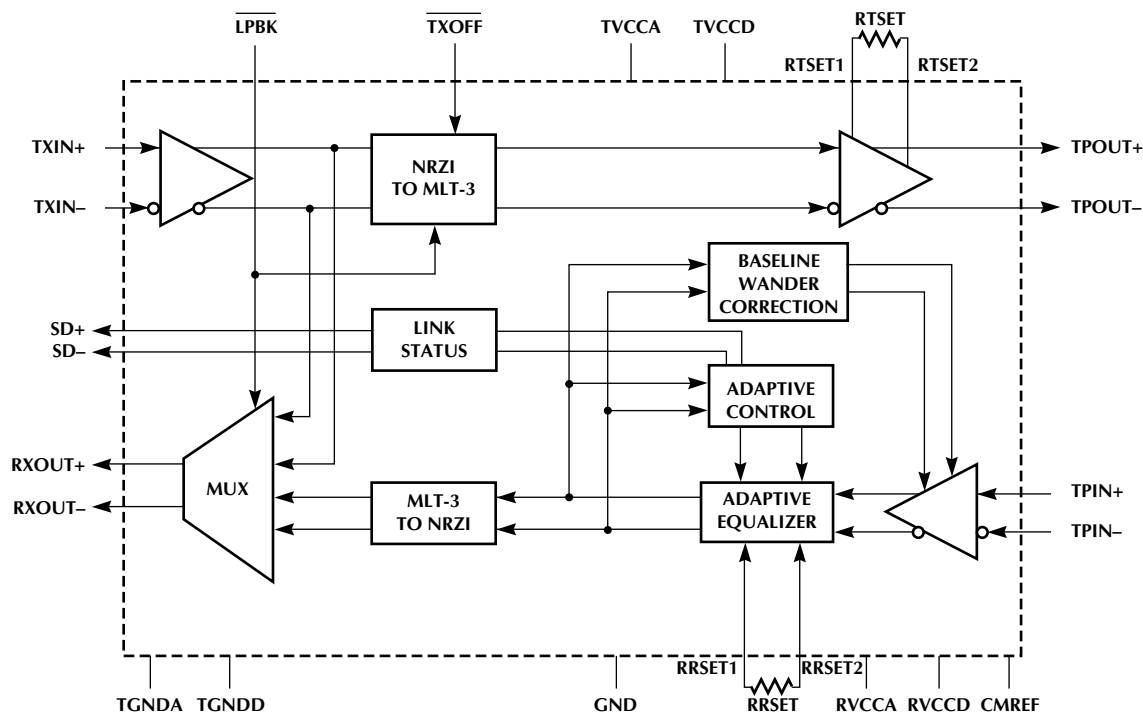 LPBK
TXOFF
TVCCA
TVCCD
RTSET
RTSET1
RTSET2
TXIN+
TXIN–
NRZI
TO MLT-3
TPOUT+
TPOUT–
BASELINE
WANDER
CORRECTION
SD+
SD–
LINK
STATUS
ADAPTIVE
CONTROL
RXOUT+
RXOUT–
MUX
MLT-3
TO NRZI
ADAPTIVE
EQUALIZER
TPIN+
TPIN–
RRSET1
RRSET2
TGNDA
TGNDD
GND
RRSET
RVCCA
RVCCD
CMREF